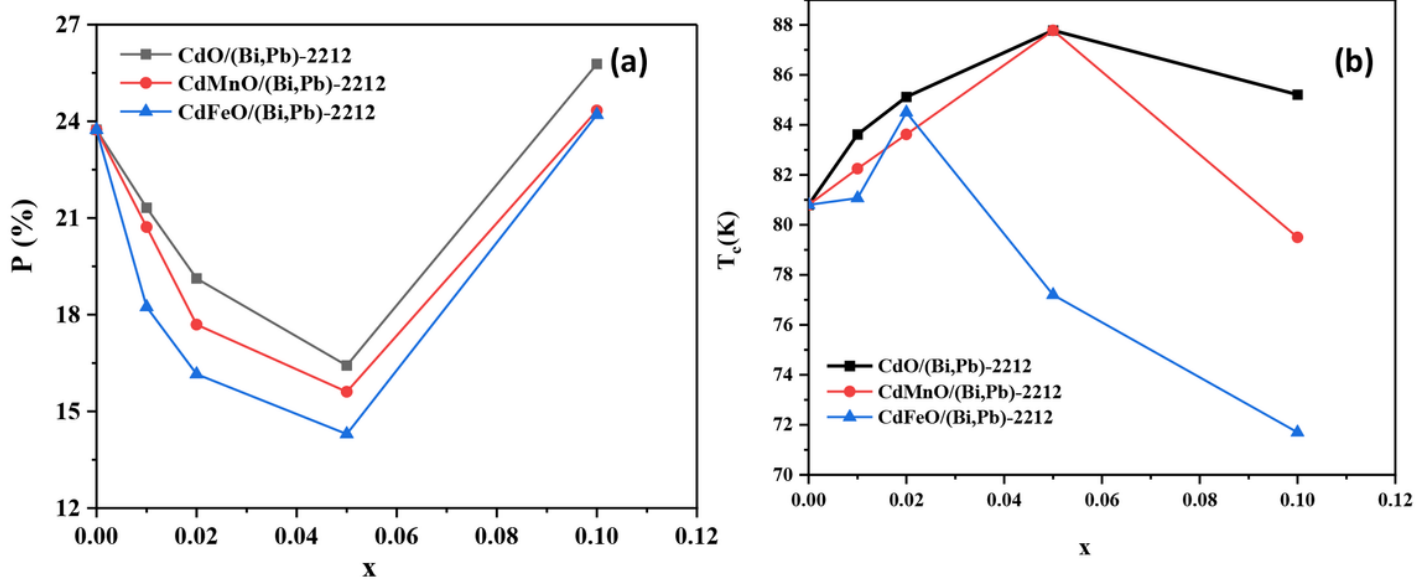 27
24
21
18
15
12
P (%)
CdO/(Bi,Pb)-2212
CdMnO/(Bi,Pb)-2212
CdFeO/(Bi,Pb)-2212
(a)
0.00
0.02
0.04
0.06
0.08
0.10
0.12
x
88
86
84
82
80
78
76
74
72
70
Tc(K)
(b)
CdO/(Bi,Pb)-2212
CdMnO/(Bi,Pb)-2212
CdFeO/(Bi,Pb)-2212
0.00
0.02
0.04
0.06
0.08
0.10
0.12
x